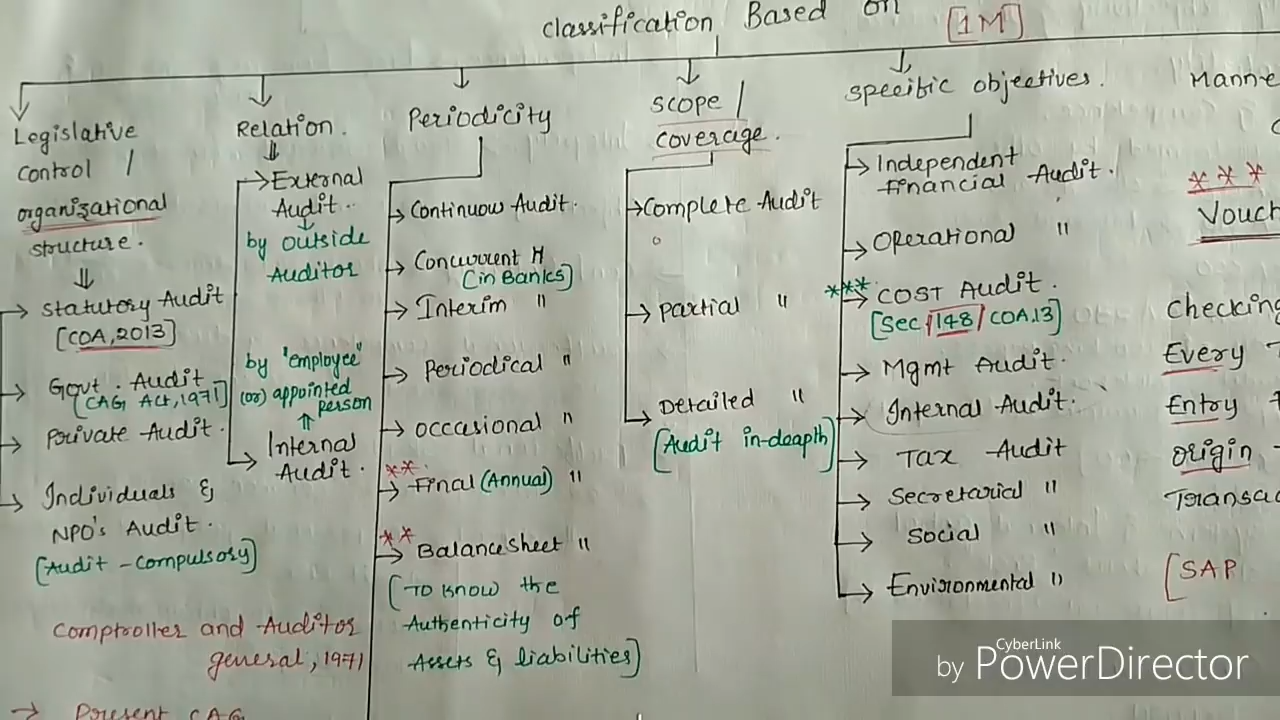 classification Based on [1M]
Legislative
control /
organizational
structure.
Statutory Audit
[COA, 2013]
Govt. Audit
[CAG Act, 1971]
Private Audit.
Individuals &
NPO's Audit.
[Audit - compulsory]
Comptroller and Auditor
general, 1971
→ Present CAG
Relation.
External
Audit.
by outside
Auditor
by "employee"
(or) appointed
person
Internal
Audit.
Periodicity
Continuous Audit.
Concurrent "
[in Banks]
Interim "
Periodical "
occasional "
** Final (Annual) "
** Balance Sheet "
[To know the
Authenticity of
Assets & liabilities]
scope /
coverage.
Complete Audit
partial "
Detailed "
[Audit in-deapth]
specific objectives.
Independent
Financial Audit.
Operational "
*** COST Audit.
[Sec 148/ COA.13]
Mgmt Audit.
Internal Audit.
Tax Audit
Secretarial "
Social "
Environmental "
Manne
***
Vouch
Checking
Every
Entry
origin
Transac
[SAP
CyberLink
by PowerDirector